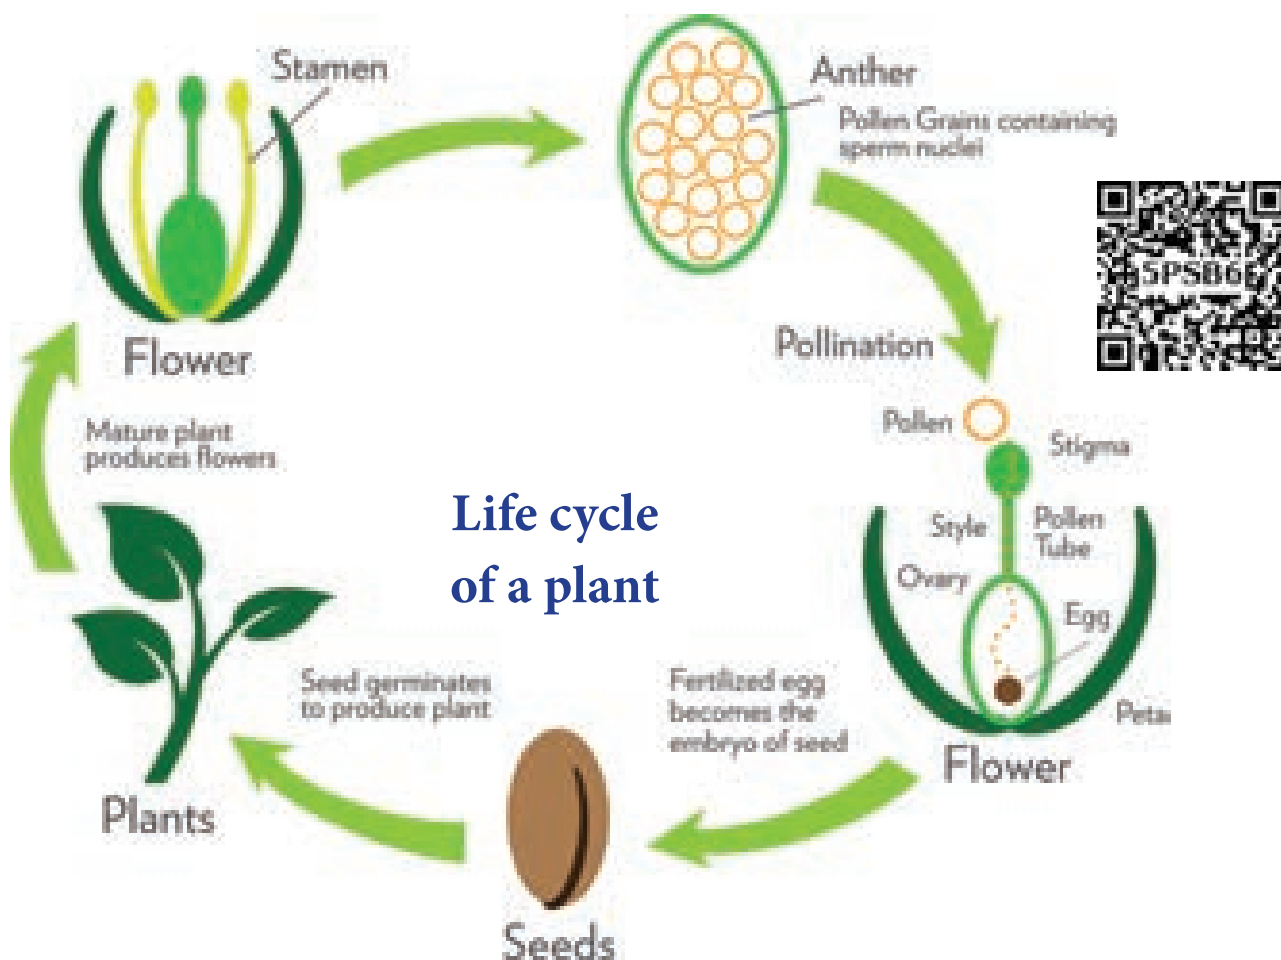 Stamen
Anther
Pollen Grains containing
sperm nuclei
5PSB6
Flower
Pollination
Pollen
Stigma
Mature plant
produces flowers
Life cycle
of a plant
Style
Pollen
Tube
Ovary
Egg
Seed germinates
to produce plant
Fertilized egg
becomes the
embryo of seed
Flower
Plants
Seeds